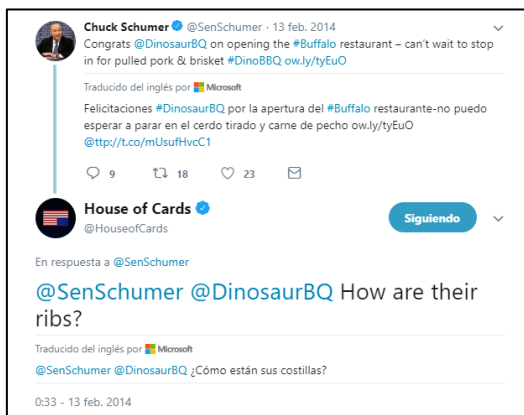 Chuck Schumer @SenSchumer · 13 feb. 2014
Congrats @DinosaurBQ on opening the #Buffalo restaurant – can't wait to stop
in for pulled pork & brisket #DinoBBQ ow.ly/tyEuO
Traducido del inglés por Microsoft
Felicitaciones #DinosaurBQ por la apertura del #Buffalo restaurante-no puedo
esperar a parar en el cerdo tirado y carne de pecho ow.ly/tyEuO
@ttp://t.co/mUsufHvcC1
9 18 23
House of Cards
@HouseofCards
Siguiendo
En respuesta a @SenSchumer
@SenSchumer @DinosaurBQ How are their
ribs?
Traducido del inglés por Microsoft
@SenSchumer @DinosaurBQ ¿Cómo están sus costillas?
0:33 - 13 feb. 2014